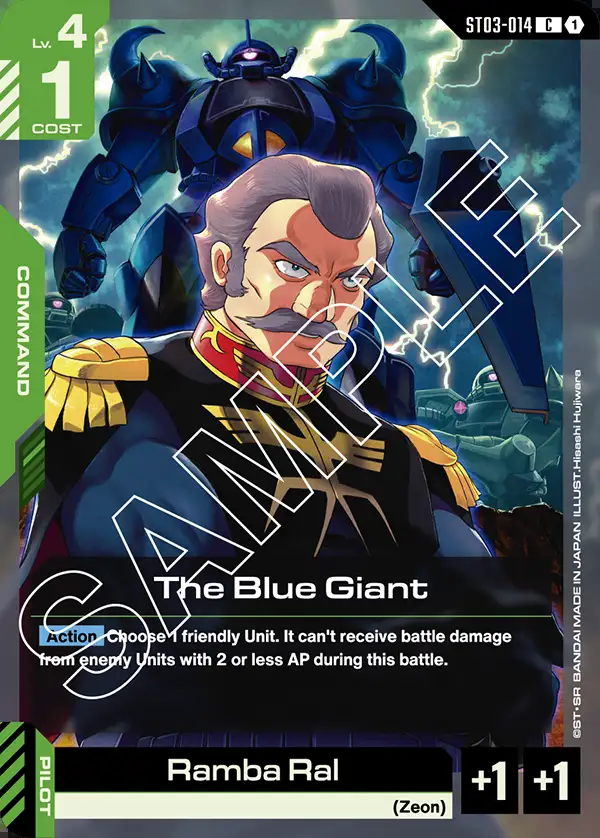 Lv. 4
1
COST
ST03-014 C 1
COMMAND
SAMPLE
©ST・SR BANDAI MADE IN JAPAN ILLUST.Hisashi Hujiwara
The Blue Giant
Action Choose 1 friendly Unit. It can't receive battle damage
from enemy Units with 2 or less AP during this battle.
PILOT
Ramba Ral
(Zeon)
+1 +1